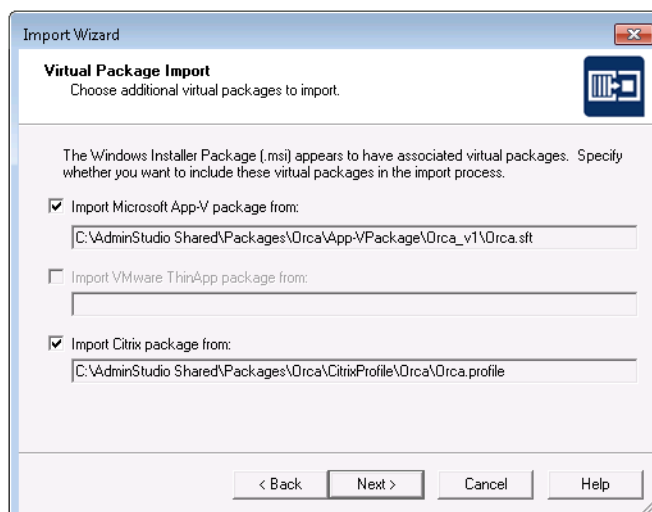 Import Wizard
Virtual Package Import
Choose additional virtual packages to import.
The Windows Installer Package (.msi) appears to have associated virtual packages. Specify
whether you want to include these virtual packages in the import process.
Import Microsoft App-V package from:
C:\AdminStudio Shared\Packages\Orca\App-VPackage\Orca_v1\Orca.sft
Import VMware ThinApp package from:
Import Citrix package from:
C:\AdminStudio Shared\Packages\Orca\CitrixProfile\Orca\Orca.profile
< Back Next > Cancel Help